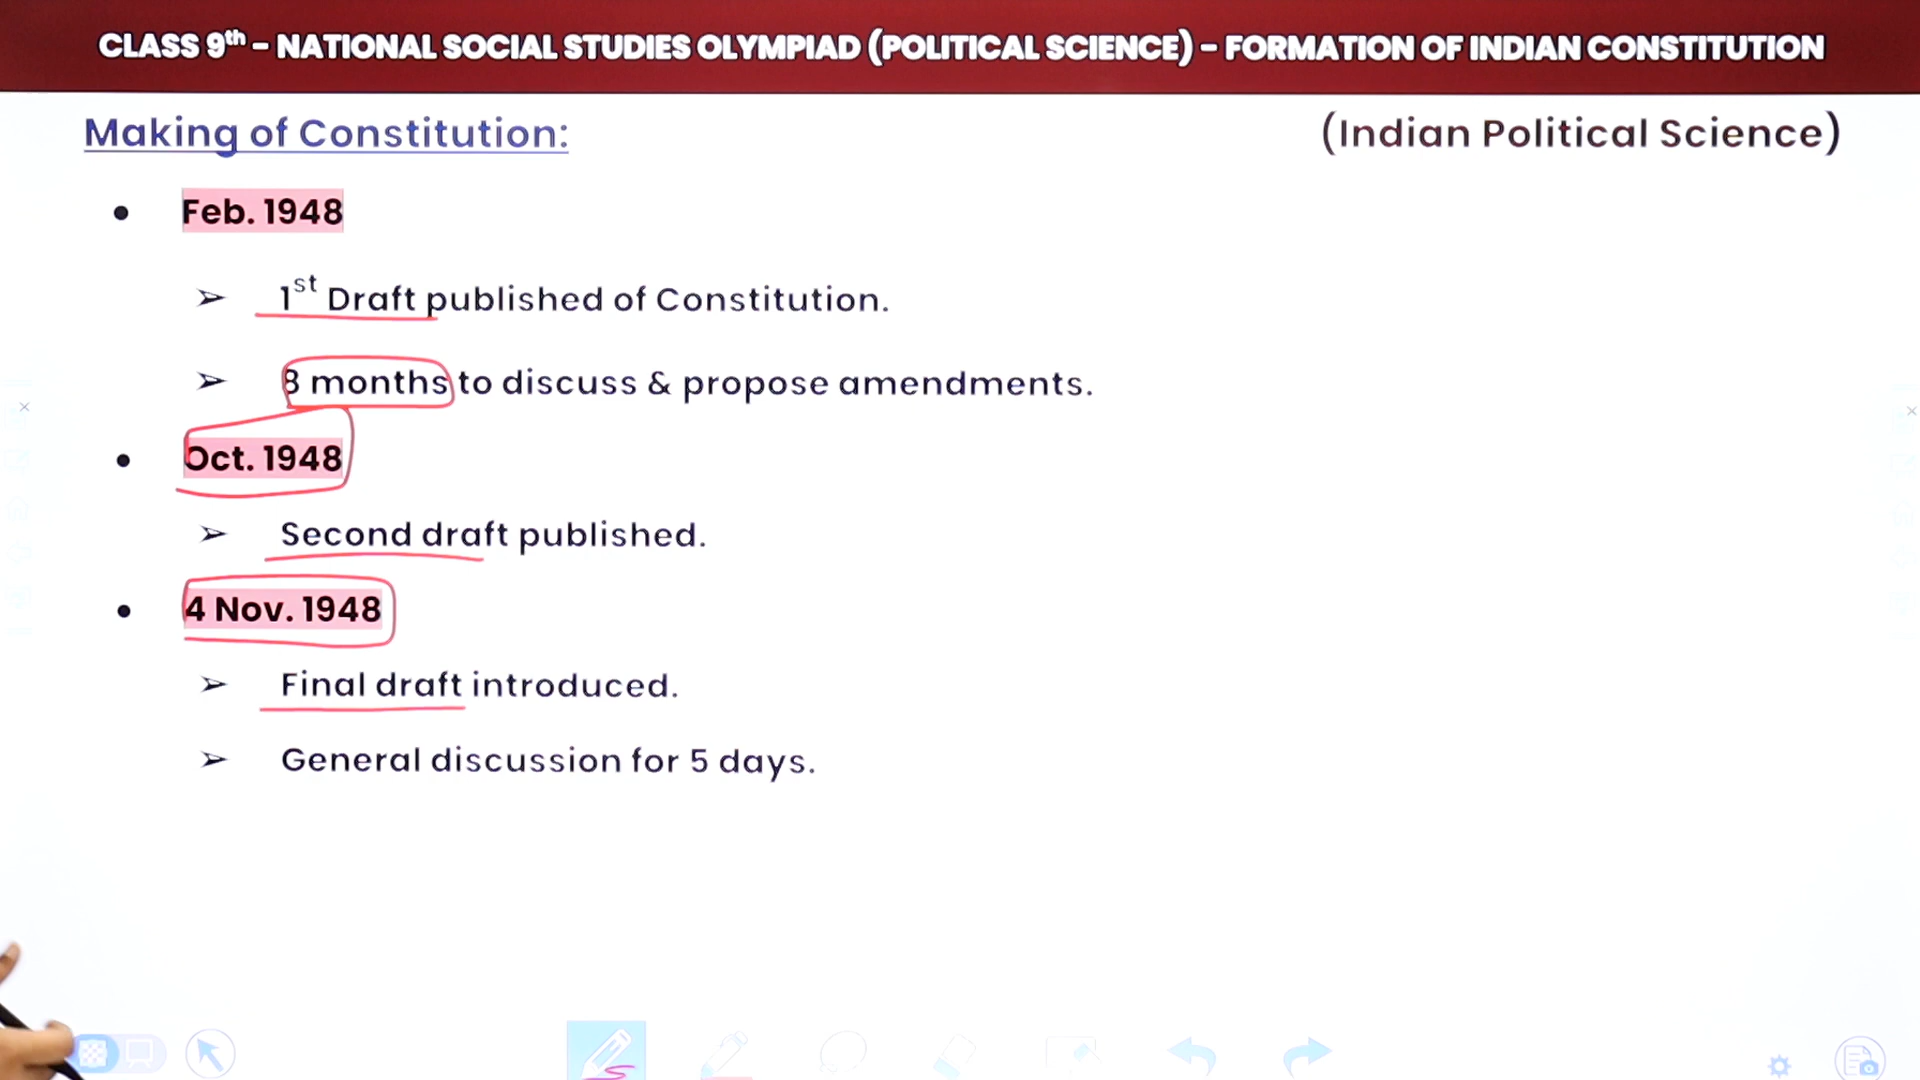 CLASS 9th – NATIONAL SOCIAL STUDIES OLYMPIAD (POLITICAL SCIENCE) – FORMATION OF INDIAN CONSTITUTION
Making of Constitution: (Indian Political Science)
• Feb. 1948
➢ 1st Draft published of Constitution.
➢ 8 months to discuss & propose amendments.
• Oct. 1948
➢ Second draft published.
• 4 Nov. 1948
➢ Final draft introduced.
➢ General discussion for 5 days.